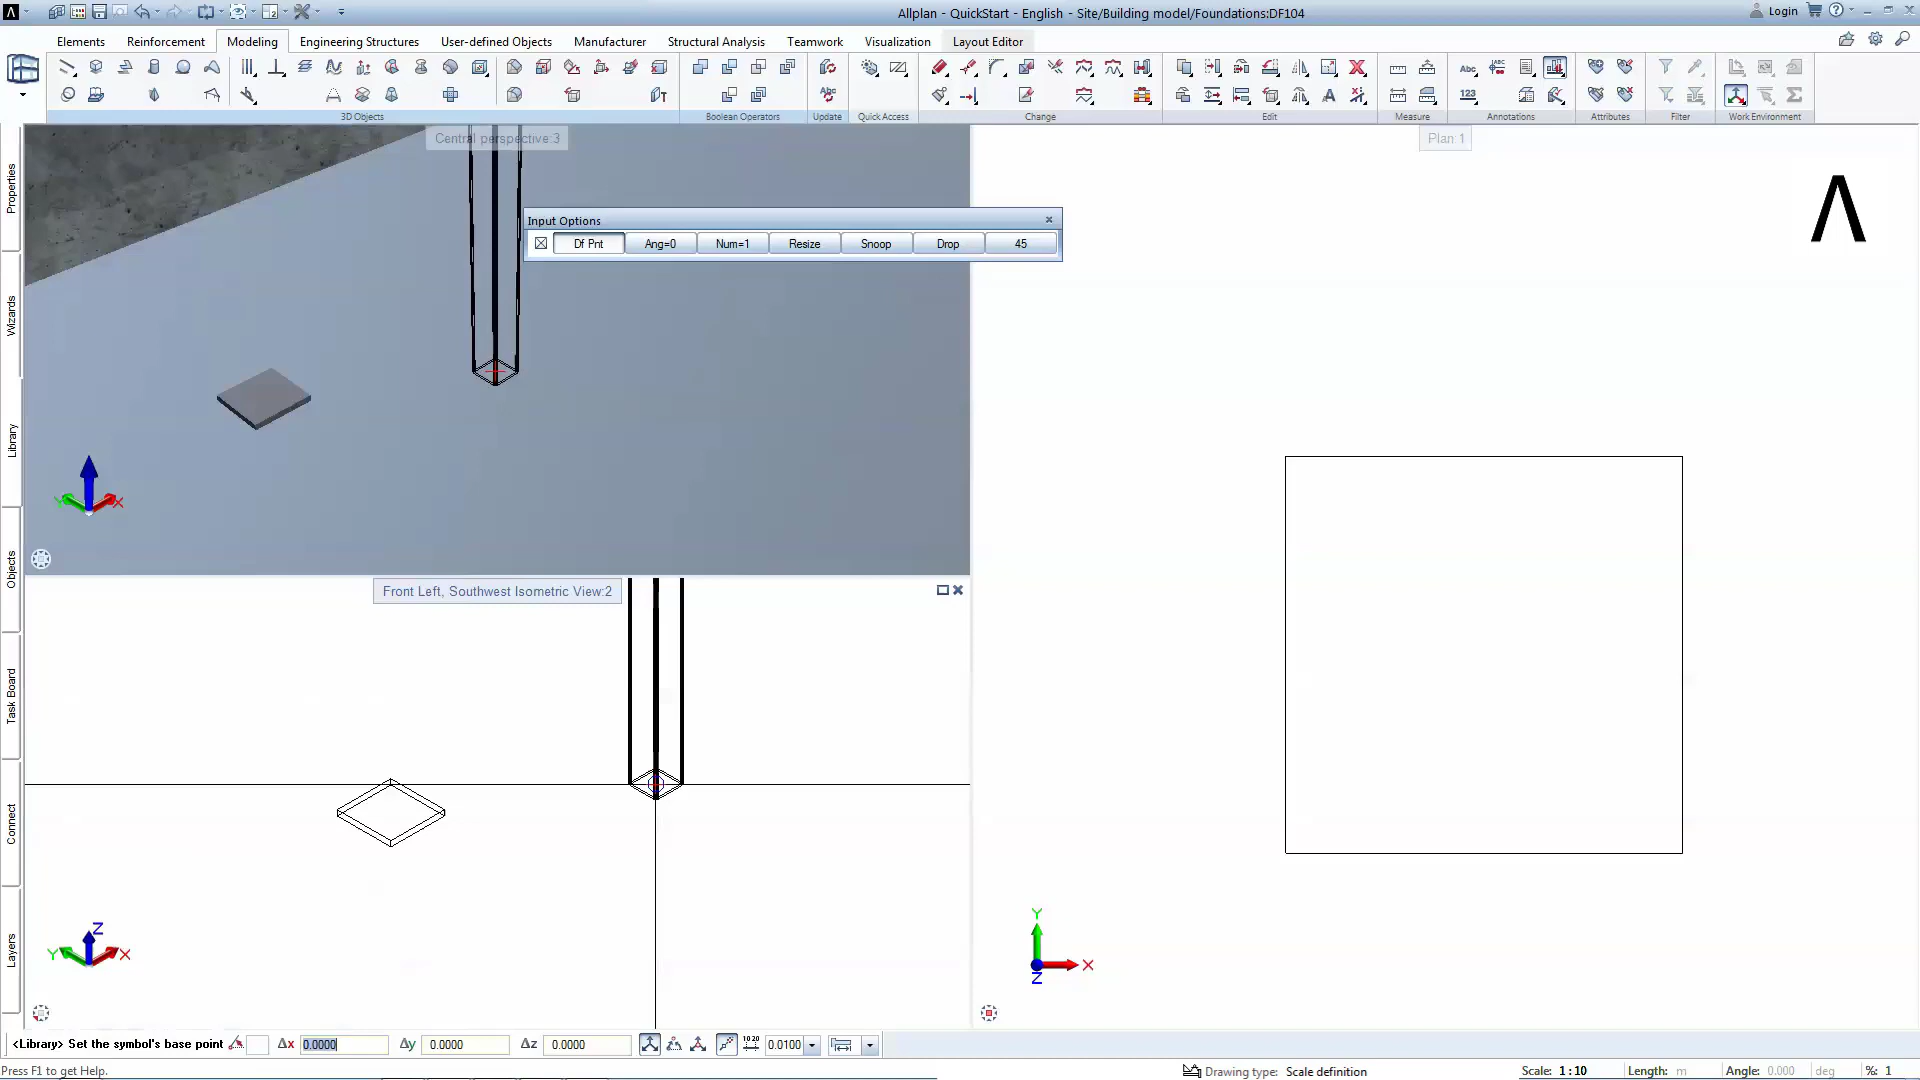 Allplan - QuickStart - English - Site/Building model/Foundations:DF104
Login
Elements
Reinforcement
Modeling
Engineering Structures
User-defined Objects
Manufacturer
Structural Analysis
Teamwork
Visualization
Layout Editor
3D Objects
Boolean Operators
Update
Quick Access
Change
Edit
Measure
Annotations
Attributes
Filter
Work Environment
Properties
Wizards
Library
Objects
Task Board
Connect
Layers
Central perspective:3
Plan:1
Input Options
Df Pnt
Ang=0
Num=1
Resize
Snoop
Drop
45
Y
X
Front Left, Southwest Isometric View:2
Z
Y
X
Y
X
Z
<Library> Set the symbol's base point
Δx
0.0000
Δy
0.0000
Δz
0.0000
0.0100
Press F1 to get Help.
Drawing type:
Scale definition
Scale:
1 : 10
Length:
m
Angle:
0.000
deg
%:
1